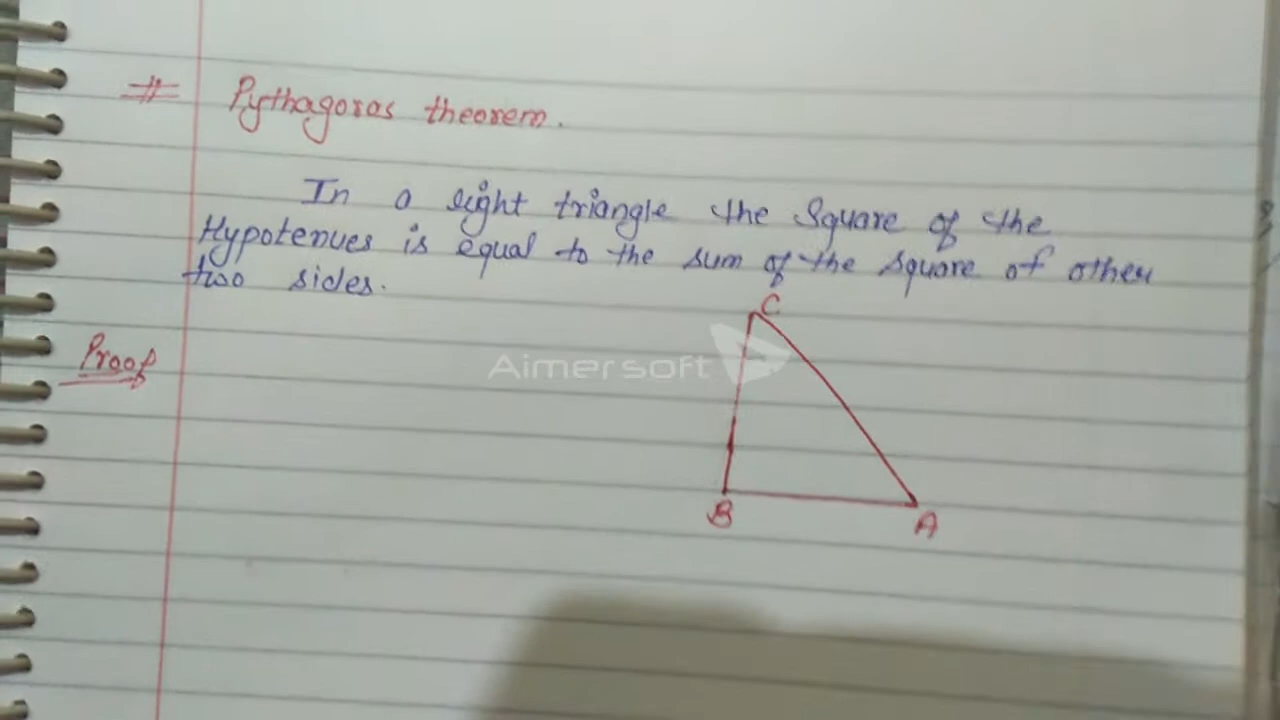 # Pythagoras theorem.
In a right triangle the Square of the
Hypotenues is equal to the sum of the square of other
two sides.
C
Proof
Aimersoft
B
A